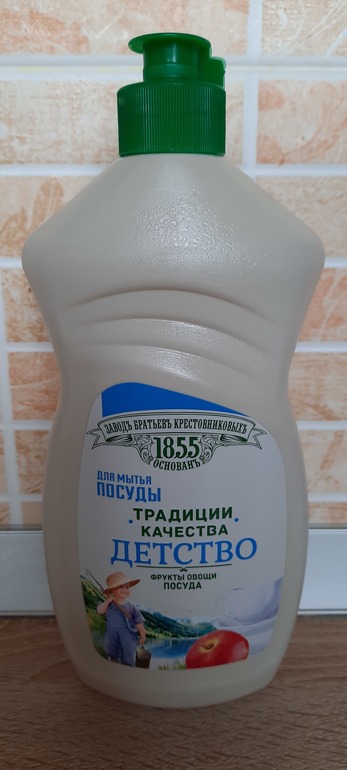 ЗАВОДЪ БРАТЬЕВЪ КРЕСТОВНИКОВЫХЪ
1855
ОСНОВАНЪ
ДЛЯ МЫТЬЯ
ПОСУДЫ
ТРАДИЦИИ
КАЧЕСТВА
ДЕТСТВО
ФРУКТЫ ОВОЩИ
ПОСУДА